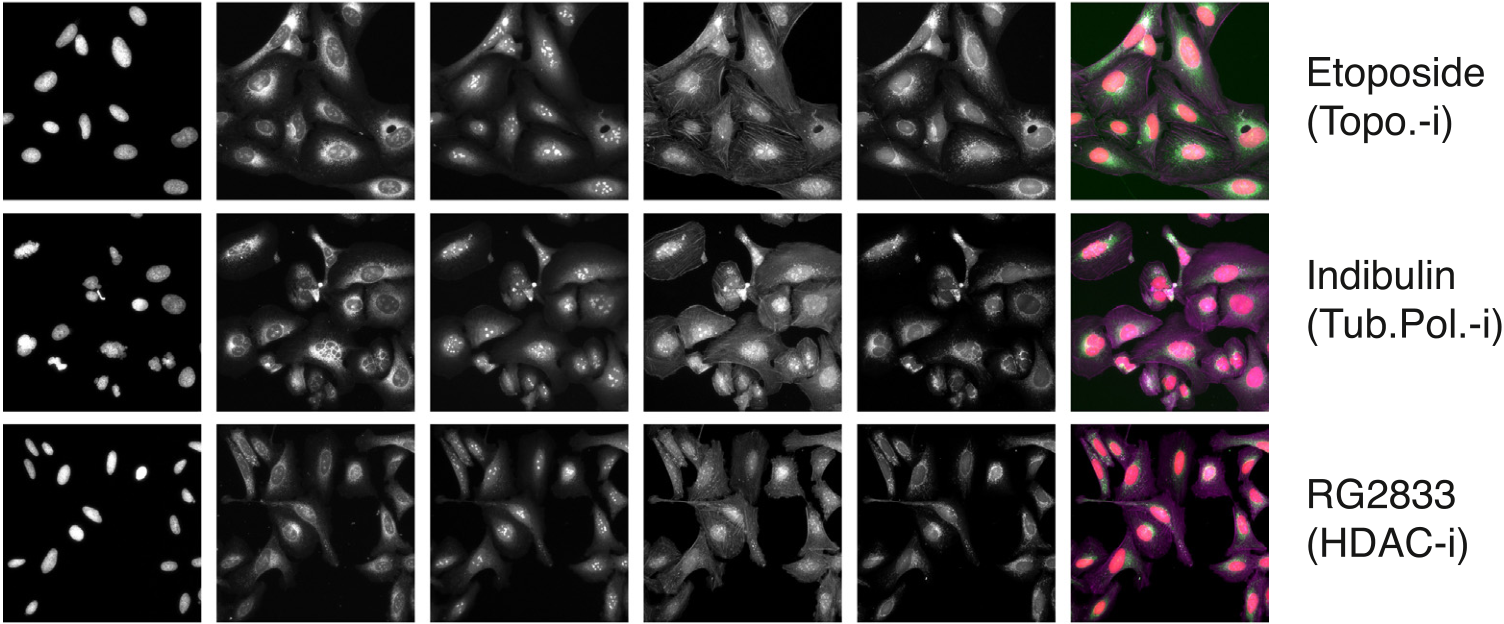 Etoposide
(Topo.-i)
Indibulin
(Tub.Pol.-i)
RG2833
(HDAC-i)